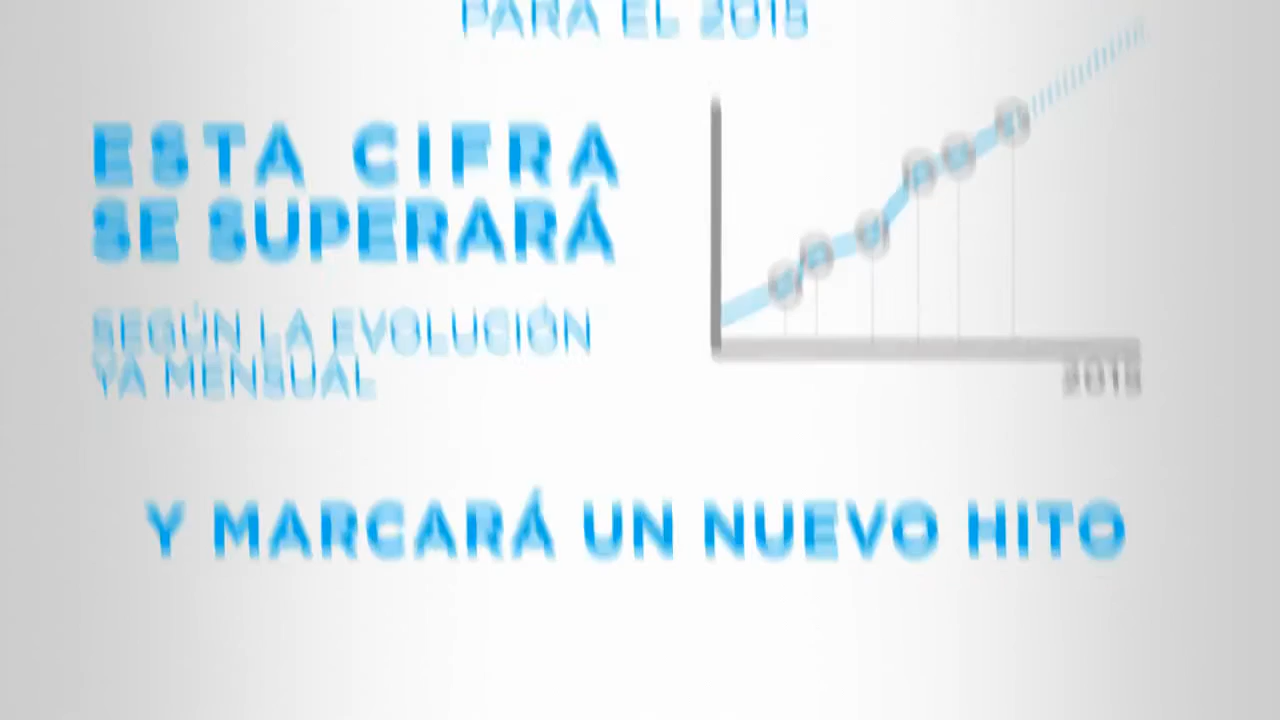 PARA EL 2015
ESTA CIFRA
SE SUPERARÁ
SEGÚN LA EVOLUCIÓN
YA MENSUAL
2015
Y MARCARÁ UN NUEVO HITO